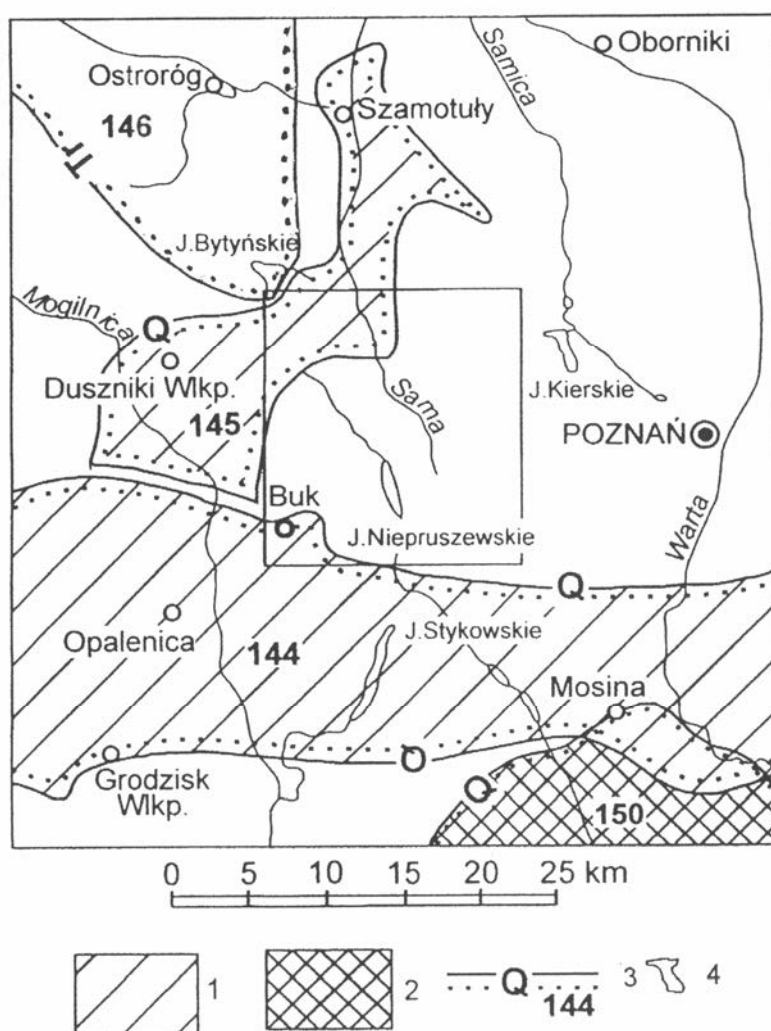 Oborniki
Ostroróg
Samica
146
Szamotuły
Tr
J.Bytyńskie
Mogilnica
Q
Duszniki Wlkp.
Sama
J.Kierskie
145
POZNAŃ
Buk
J.Niepruszewskie
Warta
Q
Opalenica
J.Stykowskie
144
Mosina
Q
Grodzisk
Wlkp.
Q
150
0 5 10 15 20 25 km
1 2 Q 144 3 4